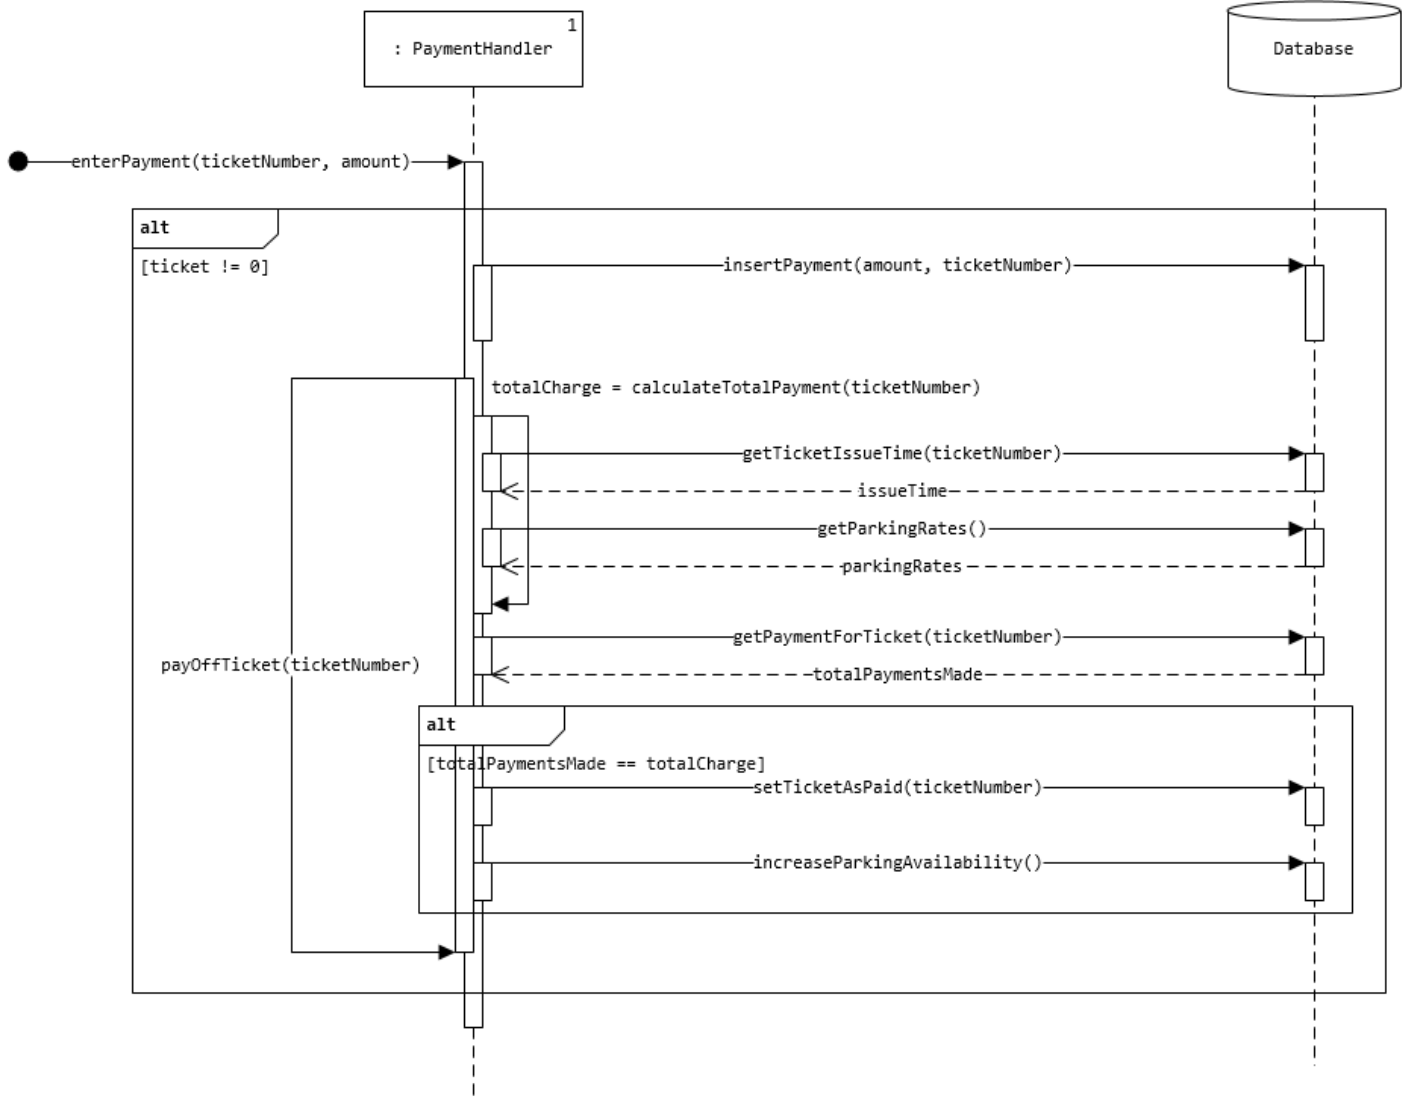 1
: PaymentHandler
Database
enterPayment(ticketNumber, amount)
alt
[ticket != 0]
insertPayment(amount, ticketNumber)
totalCharge = calculateTotalPayment(ticketNumber)
getTicketIssueTime(ticketNumber)
issueTime
getParkingRates()
parkingRates
getPaymentForTicket(ticketNumber)
payOffTicket(ticketNumber)
totalPaymentsMade
alt
[totalPaymentsMade == totalCharge]
setTicketAsPaid(ticketNumber)
increaseParkingAvailability()